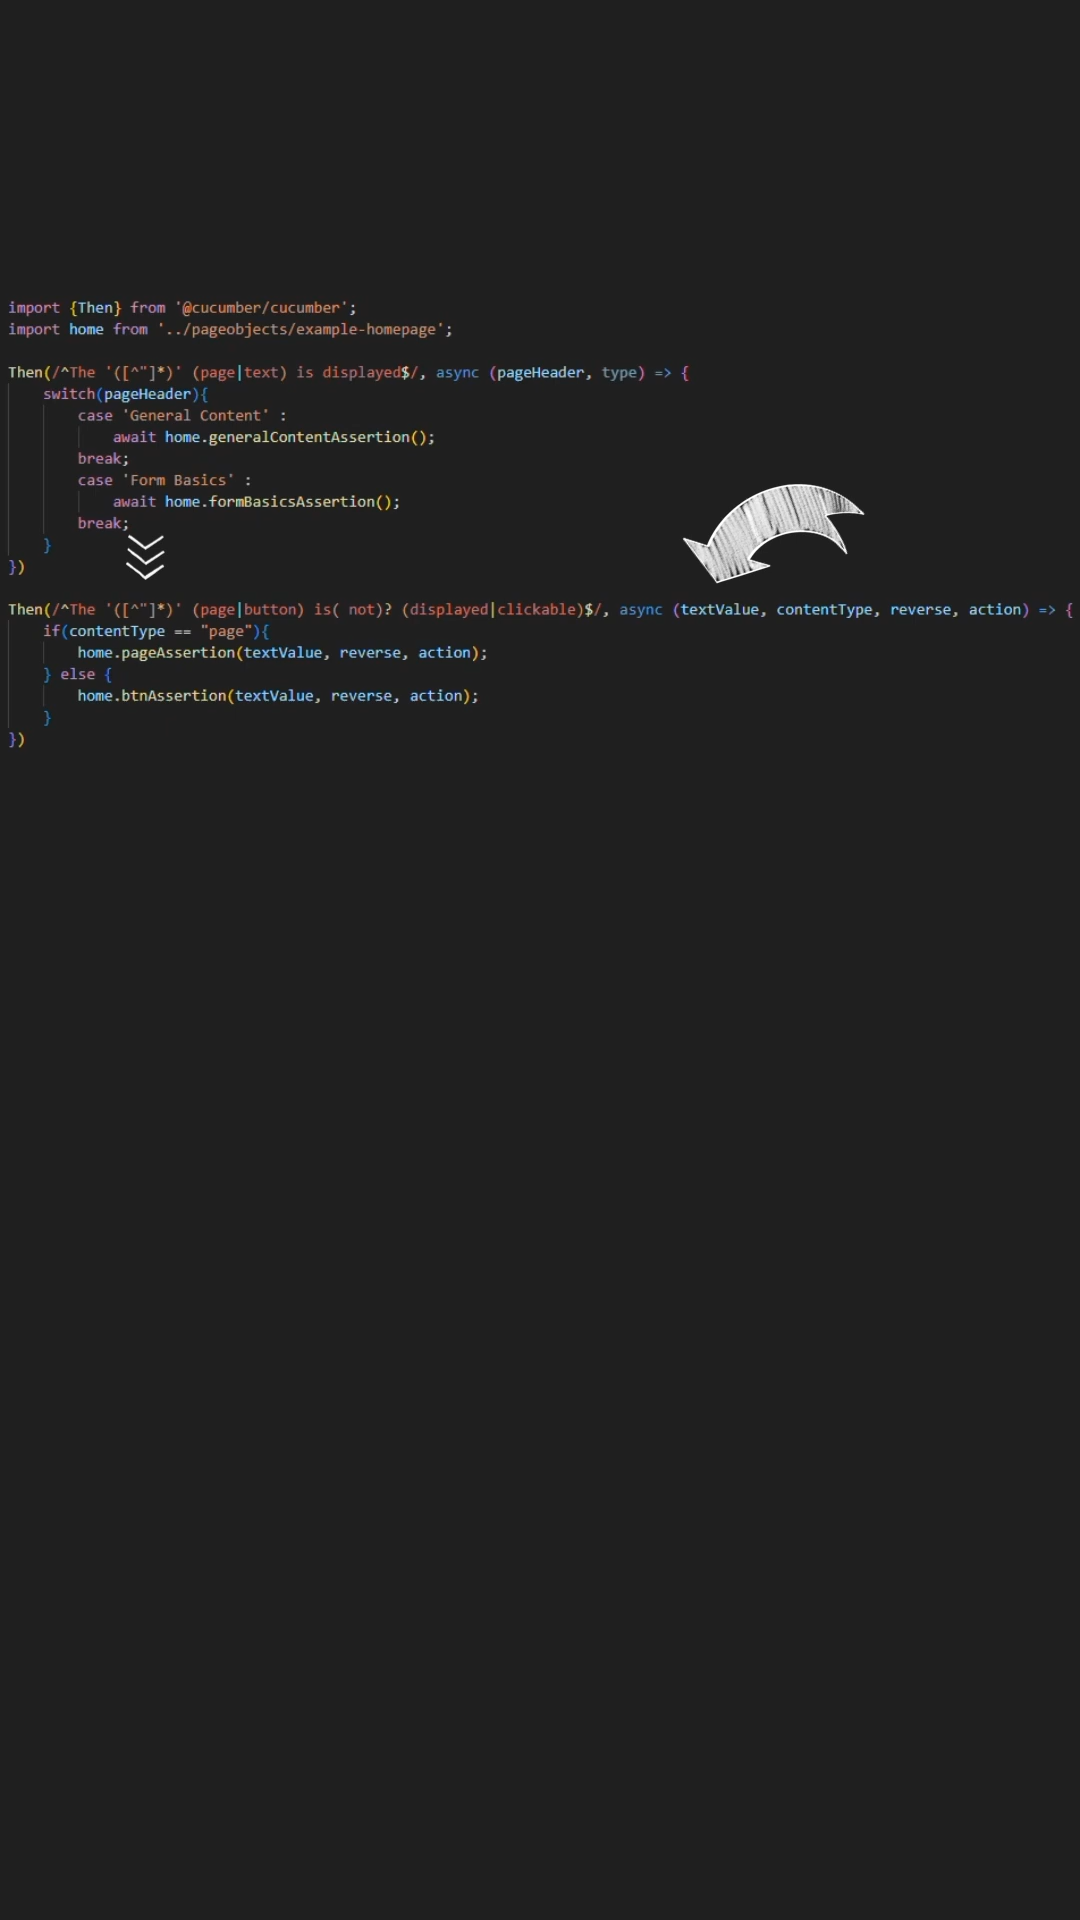 import {Then} from '@cucumber/cucumber';
import home from '../pageobjects/example-homepage';

Then(/^The '([^"]*)' (page|text) is displayed$/, async (pageHeader, type) => {
    switch(pageHeader){
        case 'General Content' :
            await home.generalContentAssertion();
        break;
        case 'Form Basics' :
            await home.formBasicsAssertion();
        break;
    }
})

Then(/^The '([^"]*)' (page|button) is( not)? (displayed|clickable)$/, async (textValue, contentType, reverse, action) => {
    if(contentType == "page"){
        home.pageAssertion(textValue, reverse, action);
    } else {
        home.btnAssertion(textValue, reverse, action);
    }
})